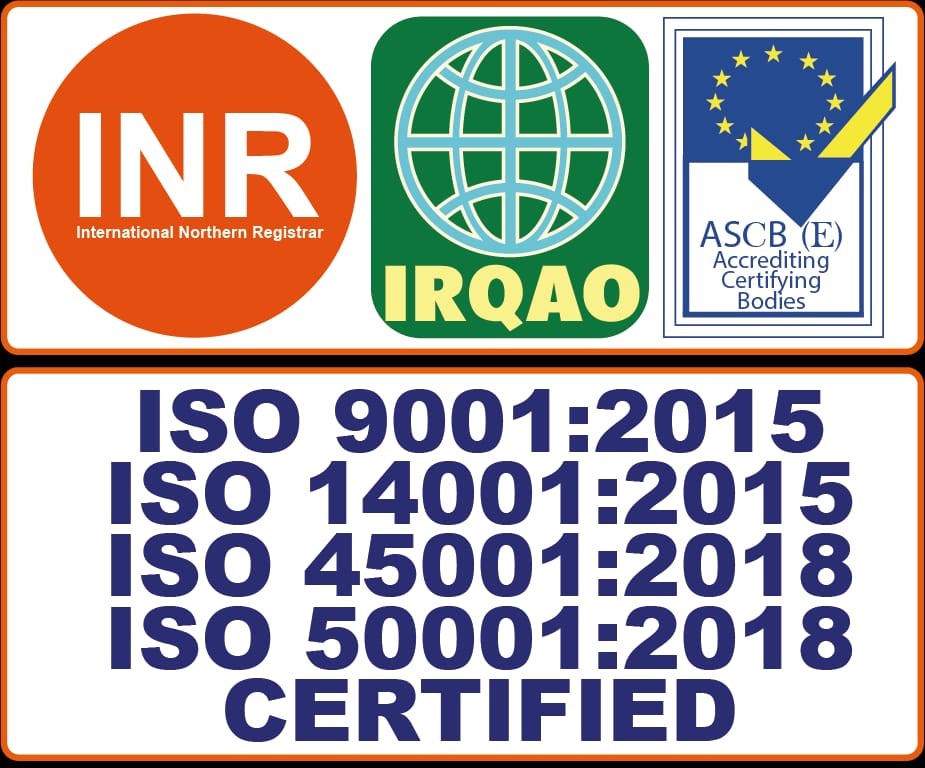 INR
International Northern Registrar
IRQAO
ASCB (E)
Accrediting
Certifying
Bodies
ISO 9001:2015
ISO 14001:2015
ISO 45001:2018
ISO 50001:2018
CERTIFIED